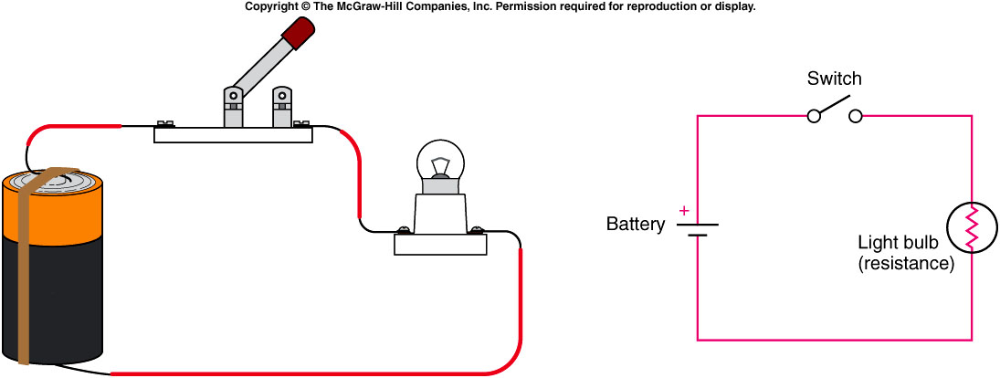 Copyright © The McGraw-Hill Companies, Inc. Permission required for reproduction or display.
Switch
+
Battery
Light bulb
(resistance)